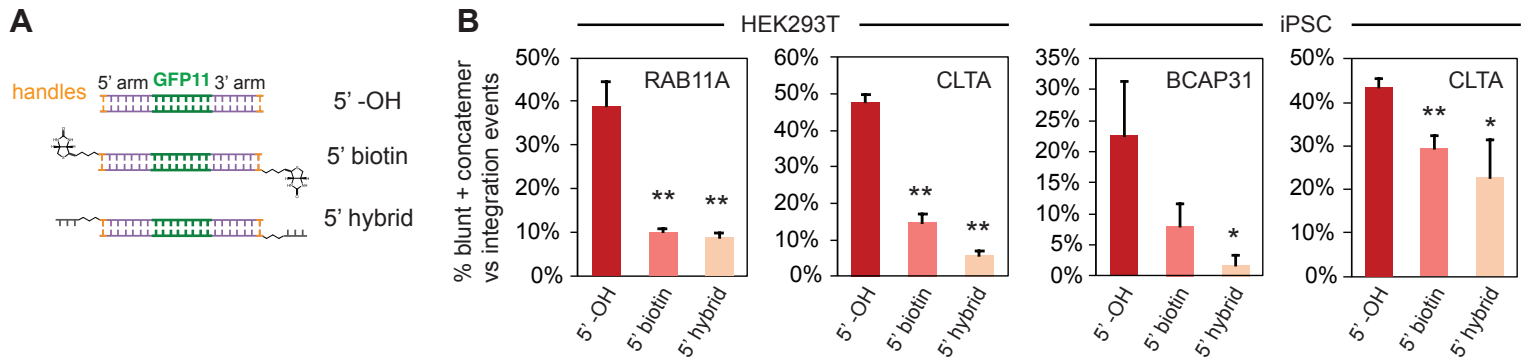 A
5' arm GFP11 3' arm
handles
5' -OH
5' biotin
5' hybrid
B
HEK293T
iPSC
% blunt + concatemer
vs integration events
RAB11A
50%
40%
30%
20%
10%
0%
**
**
5' -OH
5' biotin
5' hybrid
CLTA
60%
50%
40%
30%
20%
10%
0%
**
**
5' -OH
5' biotin
5' hybrid
BCAP31
35%
30%
25%
20%
15%
10%
5%
0%
*
5' -OH
5' biotin
5' hybrid
CLTA
50%
40%
30%
20%
10%
0%
**
*
5' -OH
5' biotin
5' hybrid